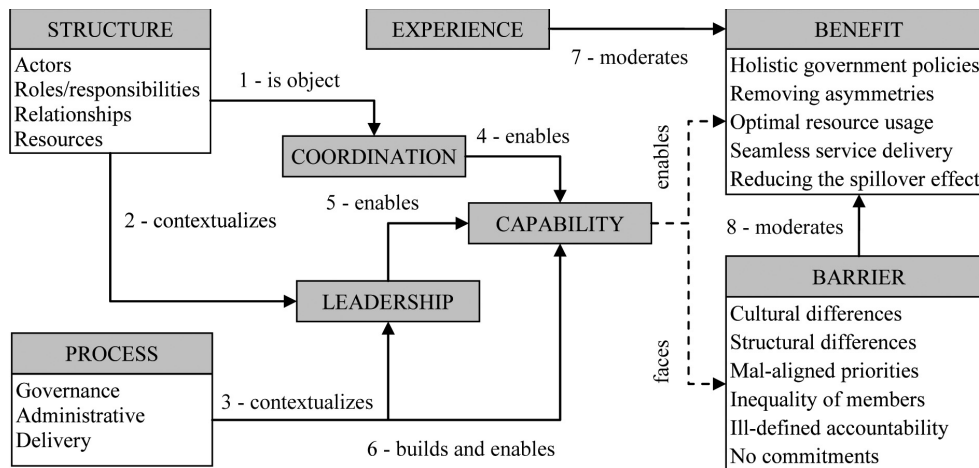 STRUCTURE
Actors
Roles/responsibilities
Relationships
Resources
EXPERIENCE
7 - moderates
BENEFIT
Holistic government policies
Removing asymmetries
Optimal resource usage
Seamless service delivery
Reducing the spillover effect
1 - is object
COORDINATION
4 - enables
enables
2 - contextualizes
5 - enables
CAPABILITY
8 - moderates
LEADERSHIP
BARRIER
Cultural differences
Structural differences
Mal-aligned priorities
Inequality of members
Ill-defined accountability
No commitments
faces
PROCESS
Governance
Administrative
Delivery
3 - contextualizes
6 - builds and enables